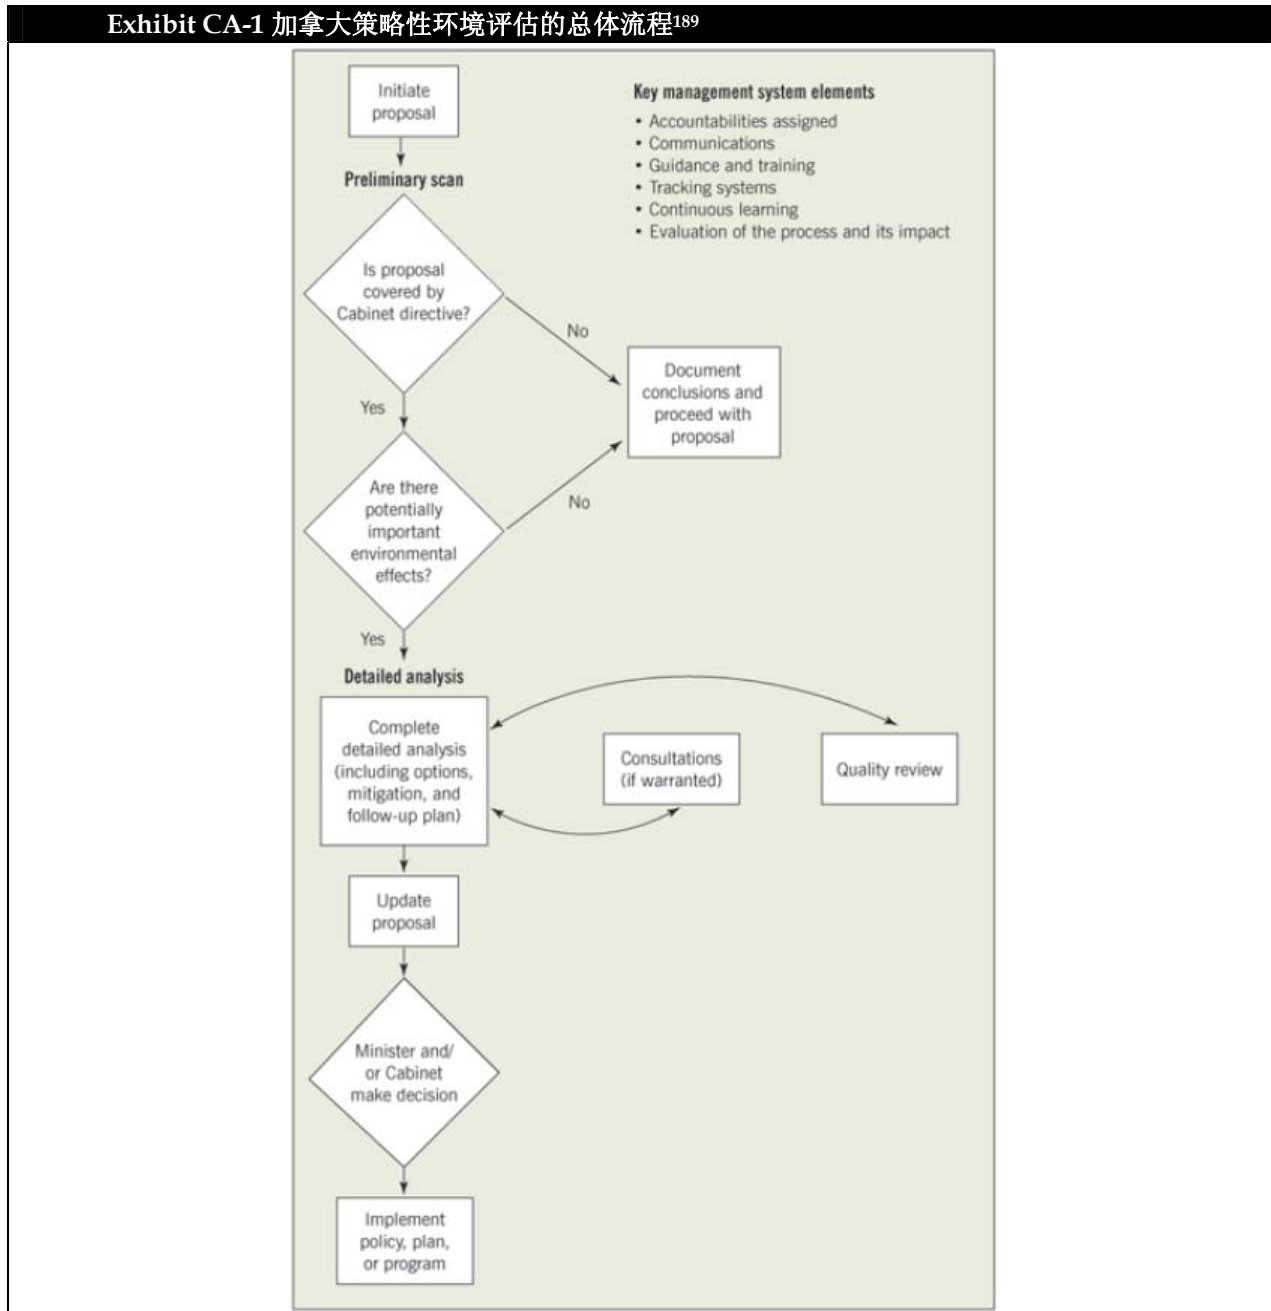 Exhibit CA-1 加拿大策略性环境评估的总体流程189
Initiate
proposal
Key management system elements
• Accountabilities assigned
• Communications
• Guidance and training
• Tracking systems
• Continuous learning
• Evaluation of the process and its impact
Preliminary scan
Is proposal
covered by
Cabinet directive?
No
Document
conclusions and
proceed with
proposal
Yes
Are there
potentially
important
environmental
effects?
No
Yes
Detailed analysis
Complete
detailed analysis
(including options,
mitigation, and
follow-up plan)
Consultations
(if warranted)
Quality review
Update
proposal
Minister and/
or Cabinet
make decision
Implement
policy, plan,
or program